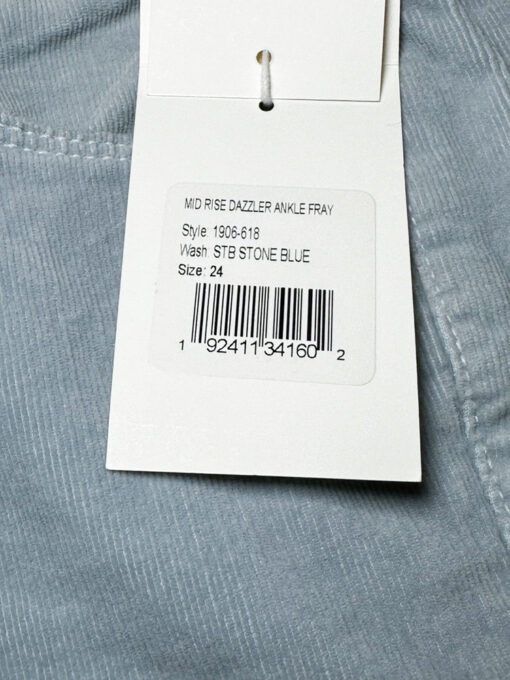 MID RISE DAZZLER ANKLE FRAY
Style: 1906-618
Wash: STB STONE BLUE
Size: 24
1 92411 34160 2